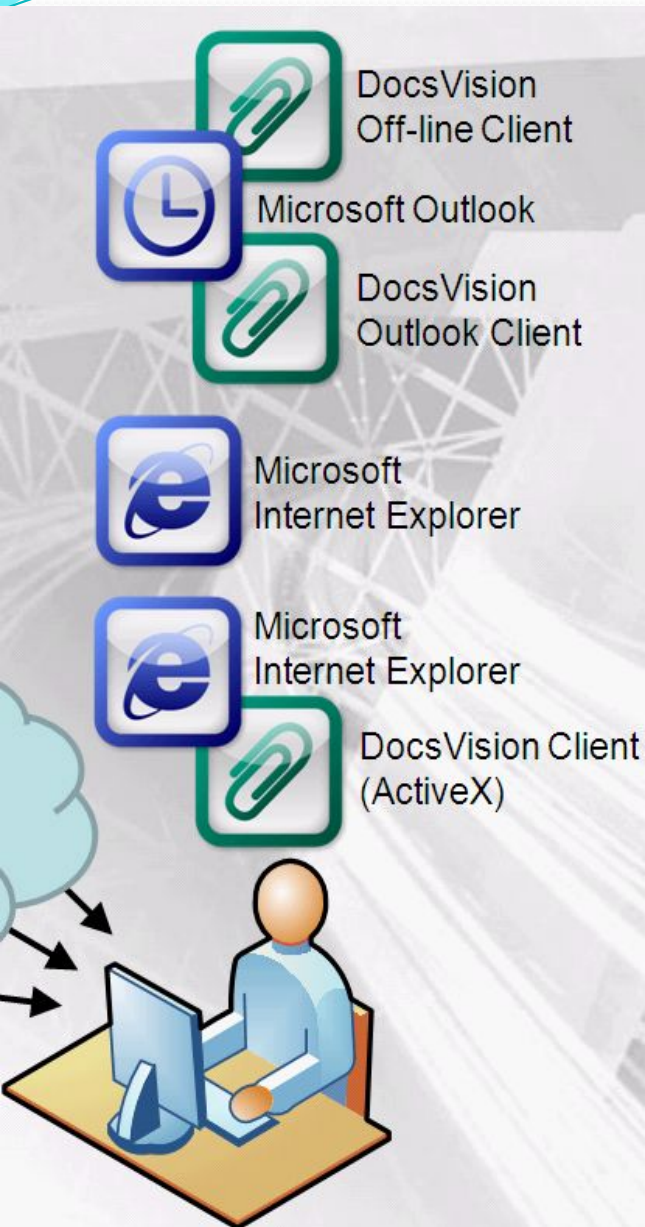 DocsVision
Off-line Client
Microsoft Outlook
DocsVision
Outlook Client
Microsoft
Internet Explorer
Microsoft
Internet Explorer
DocsVision Client
(ActiveX)